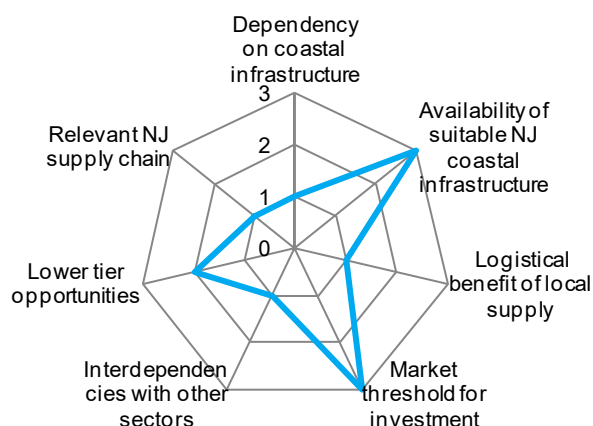 Dependency
on coastal
infrastructure
3
Availability of
suitable NJ
coastal
infrastructure
2
Relevant NJ
supply chain
1
0
Logistical
benefit of local
supply
Lower tier
opportunities
Market
threshold for
investment
Interdependen
cies with other
sectors